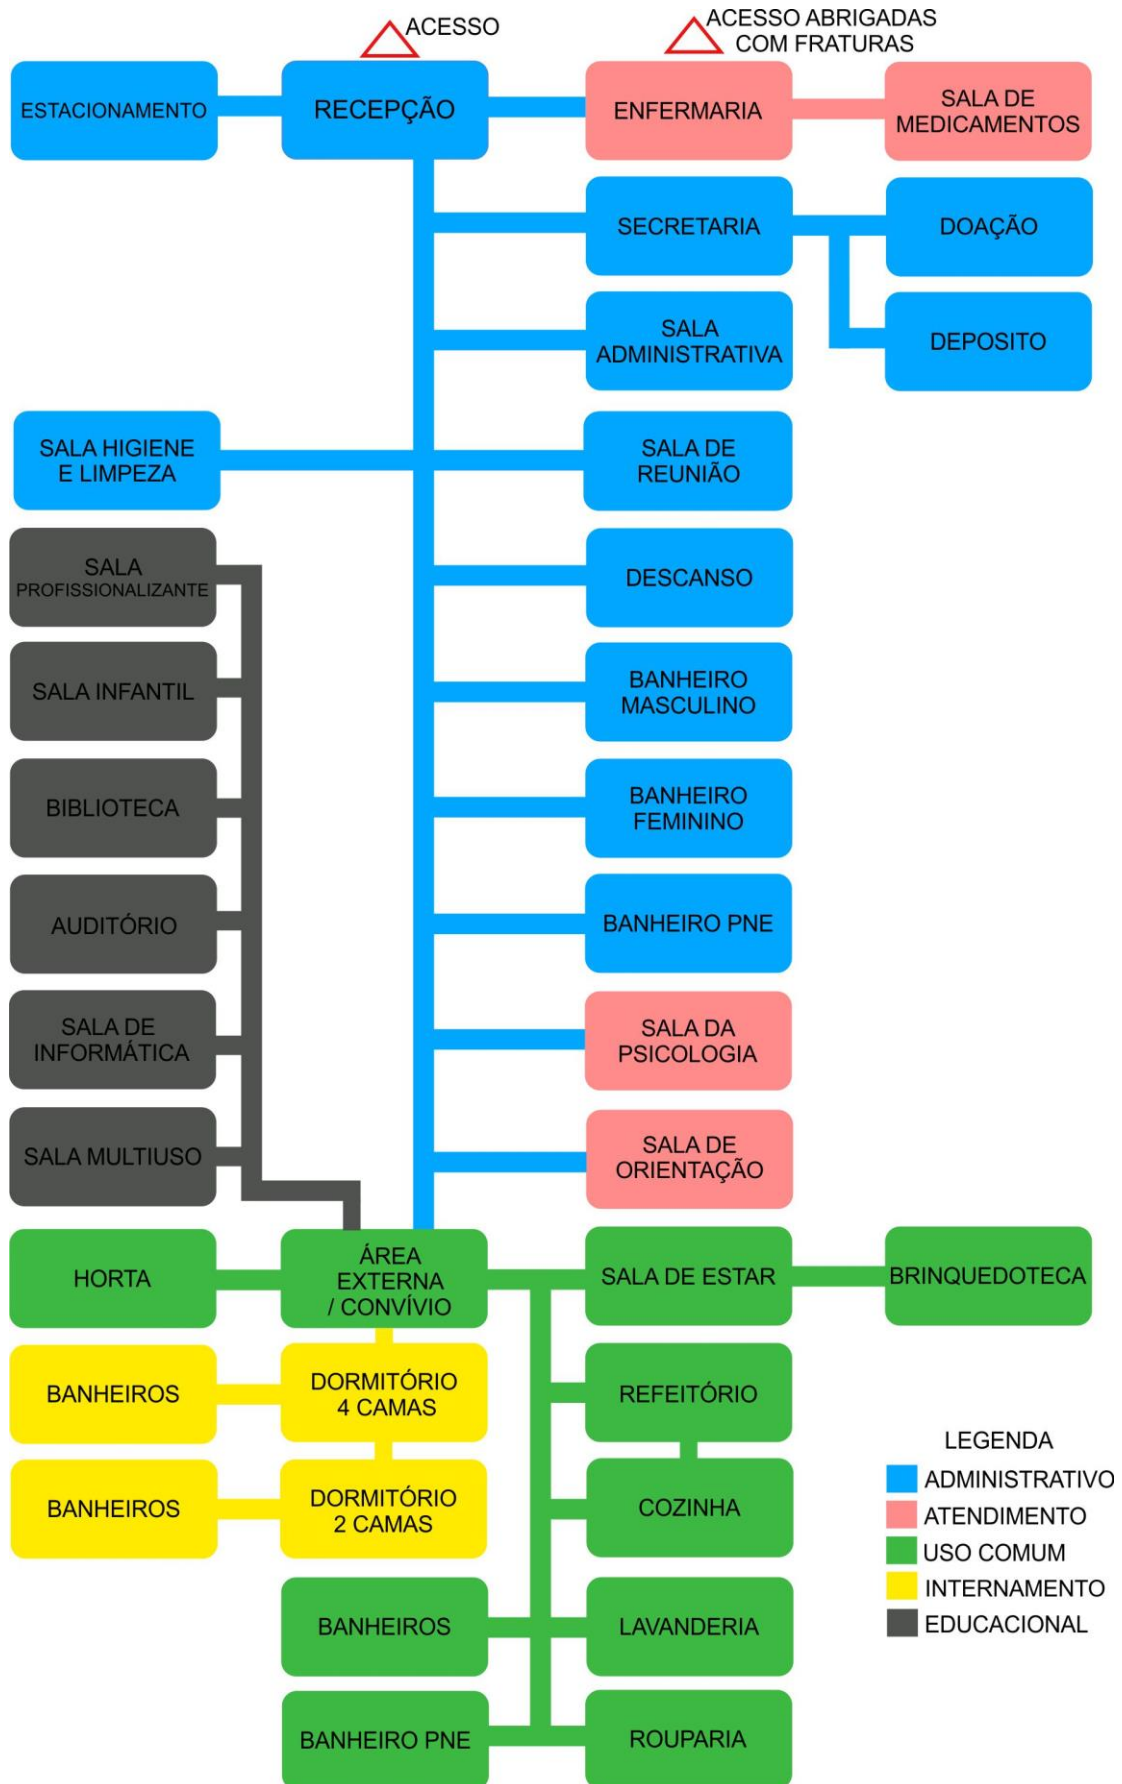 ACESSO
ACESSO ABRIGADAS
COM FRATURAS
ESTACIONAMENTO
RECEPÇÃO
ENFERMARIA
SALA DE
MEDICAMENTOS
SECRETARIA
DOAÇÃO
SALA
ADMINISTRATIVA
DEPOSITO
SALA HIGIENE
E LIMPEZA
SALA DE
REUNIÃO
SALA
PROFISSIONALIZANTE
DESCANSO
SALA INFANTIL
BANHEIRO
MASCULINO
BIBLIOTECA
BANHEIRO
FEMININO
AUDITÓRIO
BANHEIRO PNE
SALA DE
INFORMÁTICA
SALA DA
PSICOLOGIA
SALA MULTIUSO
SALA DE
ORIENTAÇÃO
HORTA
ÁREA
EXTERNA
/ CONVÍVIO
SALA DE ESTAR
BRINQUEDOTECA
BANHEIROS
DORMITÓRIO
4 CAMAS
REFEITÓRIO
BANHEIROS
DORMITÓRIO
2 CAMAS
COZINHA
BANHEIROS
LAVANDERIA
BANHEIRO PNE
ROUPARIA
LEGENDA
ADMINISTRATIVO
ATENDIMENTO
USO COMUM
INTERNAMENTO
EDUCACIONAL